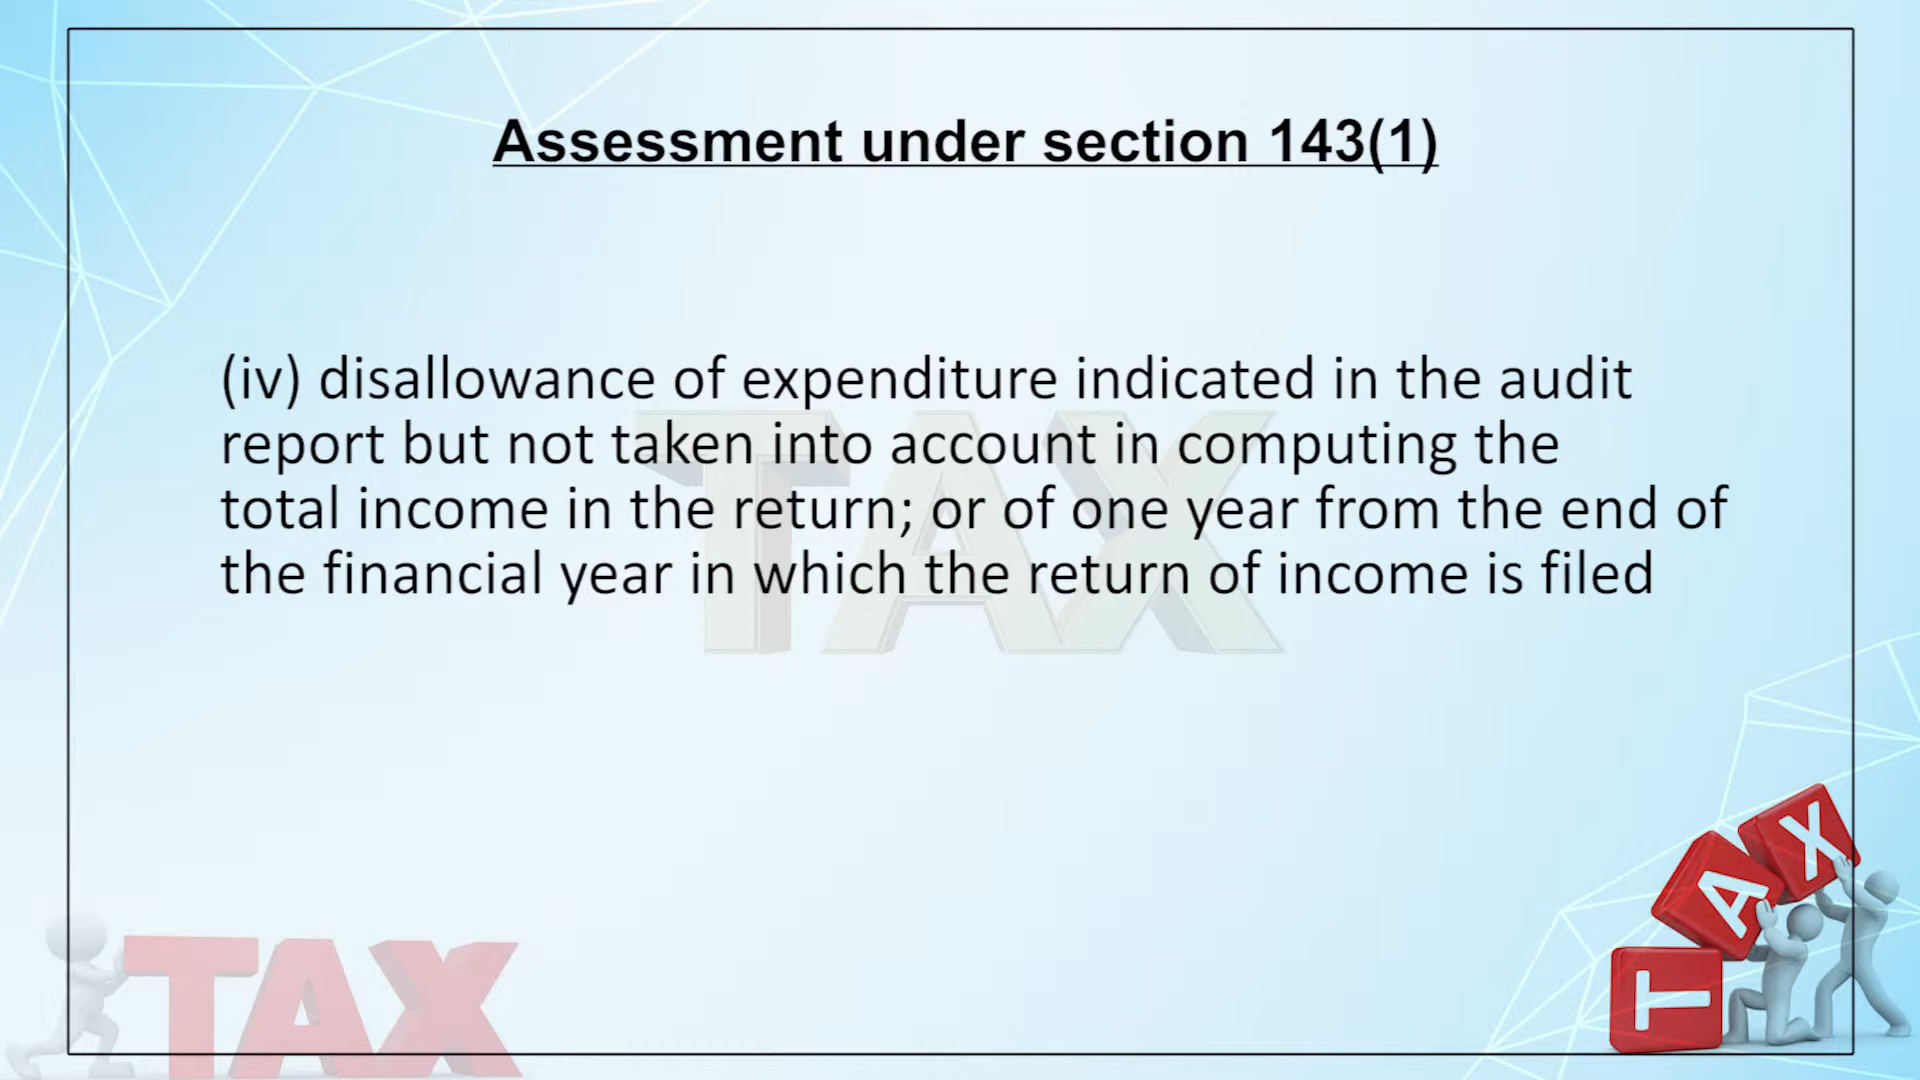 Assessment under section 143(1)
(iv) disallowance of expenditure indicated in the audit
report but not taken into account in computing the
total income in the return; or of one year from the end of
the financial year in which the return of income is filed
TAX
TAX
TAX